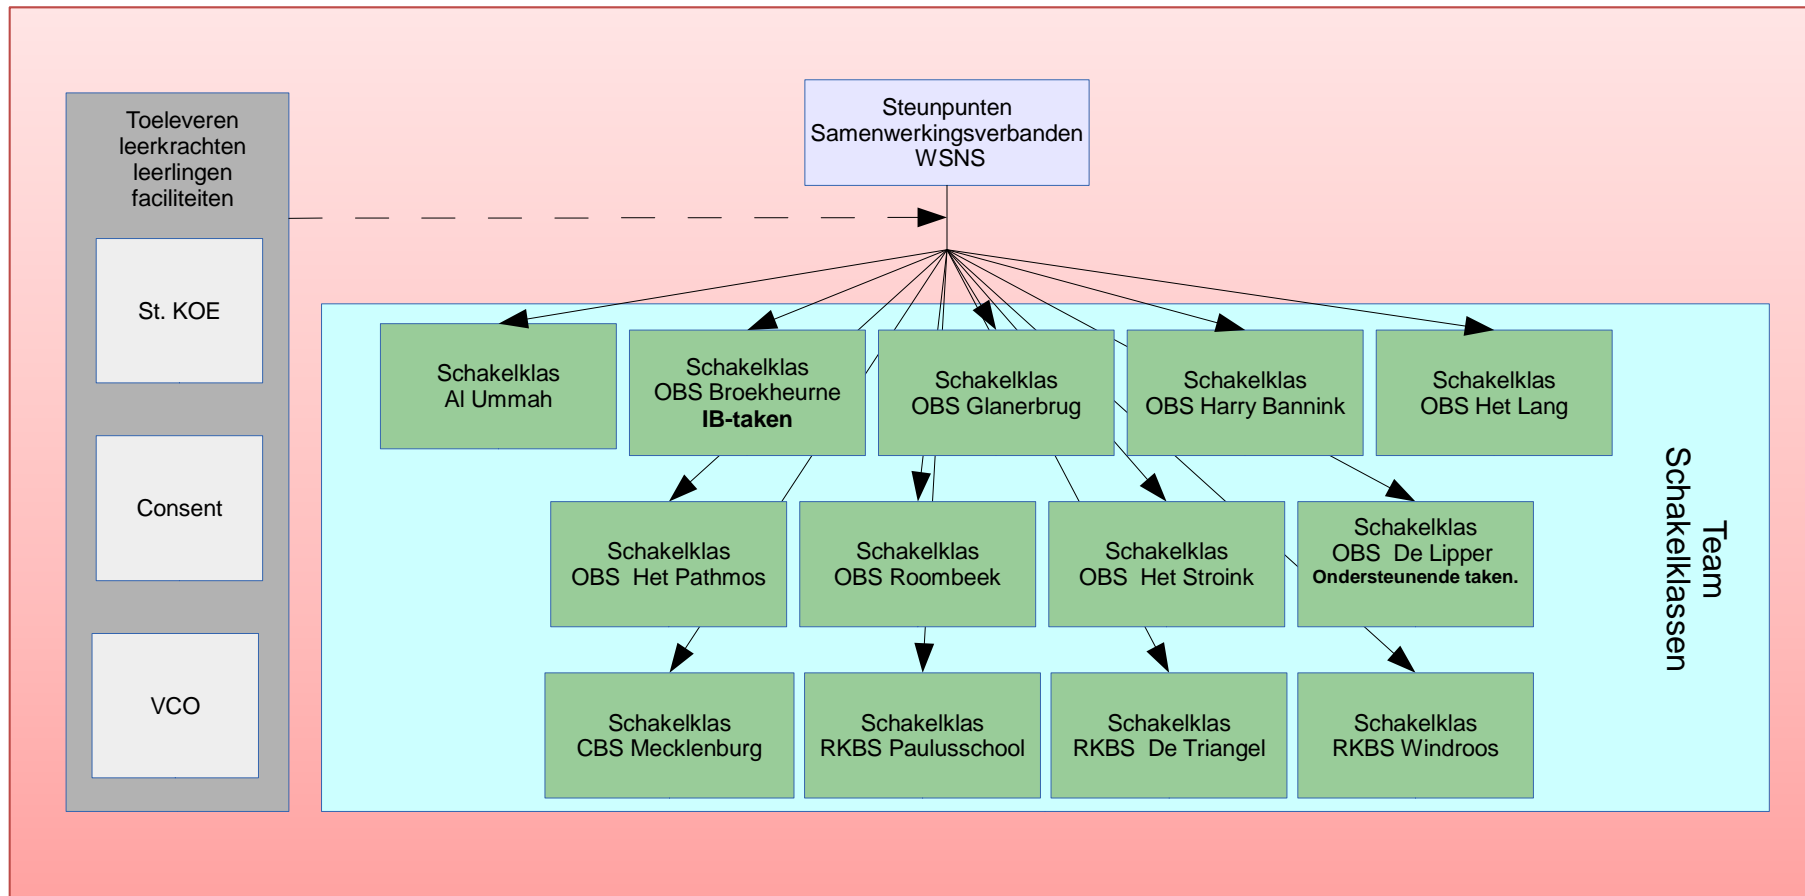 Toeleveren
leerkrachten
leerlingen
faciliteiten
St. KOE
Consent
VCO
Steunpunten
Samenwerkingsverbanden
WSNS
Schakelklas
Al Ummah
Schakelklas
OBS Broekheurne
IB-taken
Schakelklas
OBS Glanerbrug
Schakelklas
OBS Harry Bannink
Schakelklas
OBS Het Lang
Schakelklas
OBS  Het Pathmos
Schakelklas
OBS Roombeek
Schakelklas
OBS  Het Stroink
Schakelklas
OBS  De Lipper
Ondersteunende taken.
Schakelklas
CBS Mecklenburg
Schakelklas
RKBS Paulusschool
Schakelklas
RKBS  De Triangel
Schakelklas
RKBS Windroos
Team
Schakelklassen